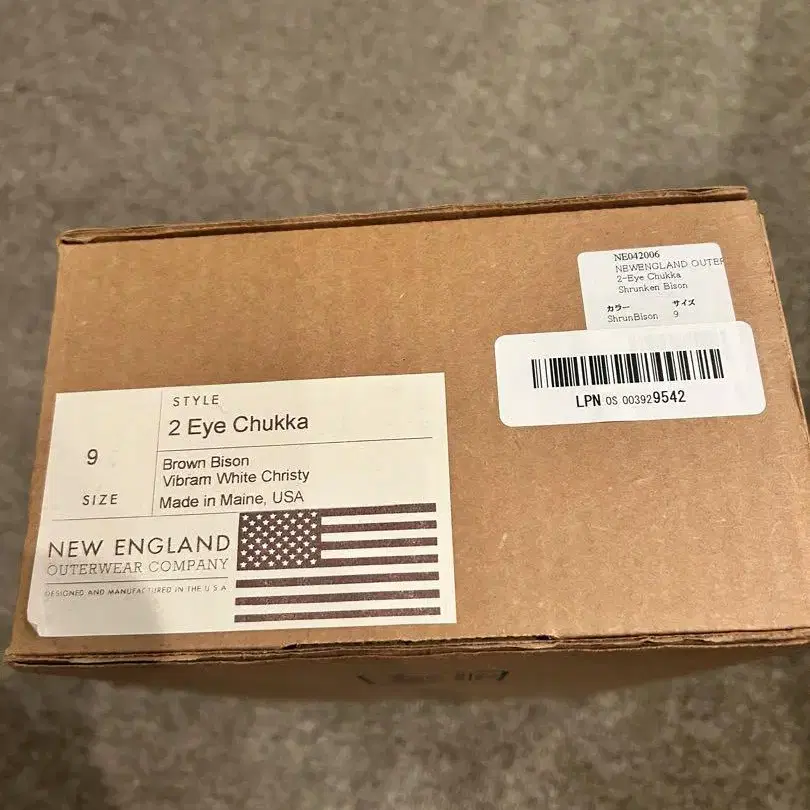 NE042006
NEWENGLAND OUTER
2-Eye Chukka
Shrunken Bison
カラー サイズ
ShrunBison 9
LPN OS 0039299542
STYLE
2 Eye Chukka
9
SIZE
Brown Bison
Vibram White Christy
Made in Maine, USA
NEW ENGLAND
OUTERWEAR COMPANY
DESIGNED AND MANUFACTURED IN THE U.S.A